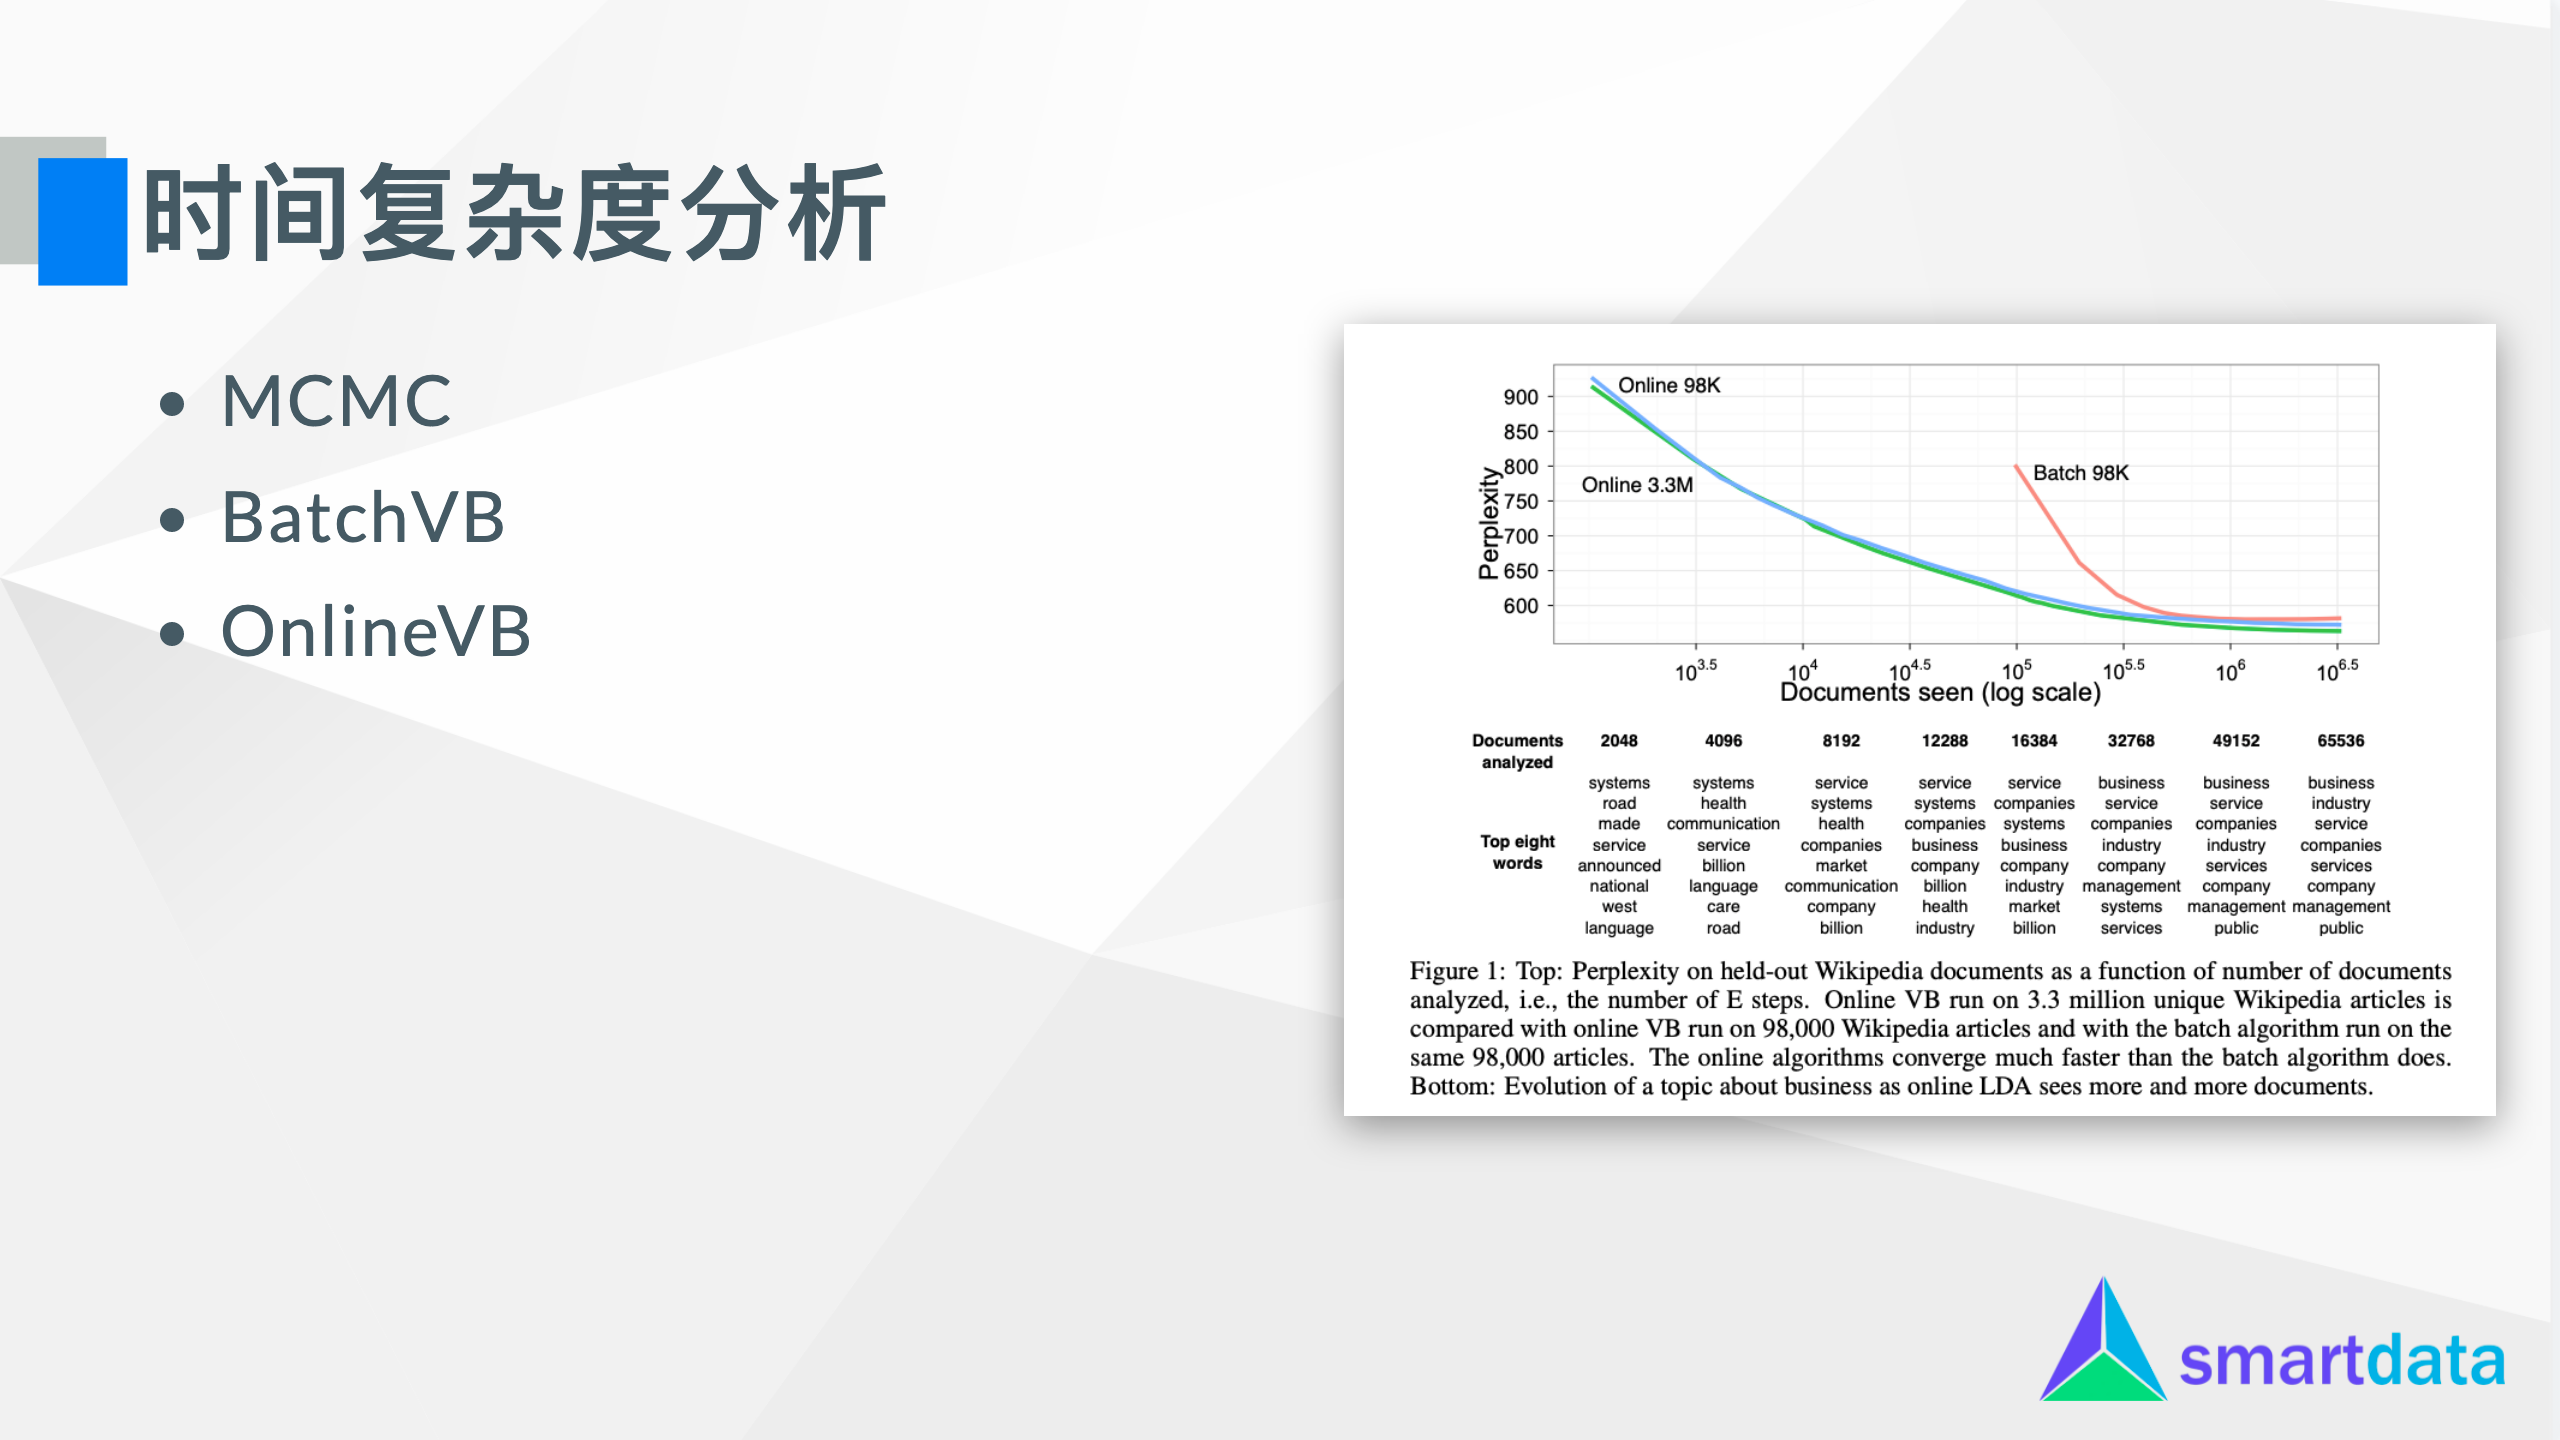 时间复杂度分析
• MCMC
• BatchVB
• OnlineVB
900
850
800
750
700
650
600
Perplexity
Online 98K
Online 3.3M
Batch 98K
10^3.5 10^4 10^4.5 10^5 10^5.5 10^6 10^6.5
Documents seen (log scale)
Documents analyzed 2048 4096 8192 12288 16384 32768 49152 65536
Top eight words
systems systems service service service business business business
road health systems systems companies service service industry
made communication health companies systems companies companies service
service service companies business business industry industry companies
announced billion market company company company services services
national language communication billion industry management company company
west care company health market systems management management
language road billion industry billion services public public
Figure 1: Top: Perplexity on held-out Wikipedia documents as a function of number of documents
analyzed, i.e., the number of E steps. Online VB run on 3.3 million unique Wikipedia articles is
compared with online VB run on 98,000 Wikipedia articles and with the batch algorithm run on the
same 98,000 articles. The online algorithms converge much faster than the batch algorithm does.
Bottom: Evolution of a topic about business as online LDA sees more and more documents.
smartdata